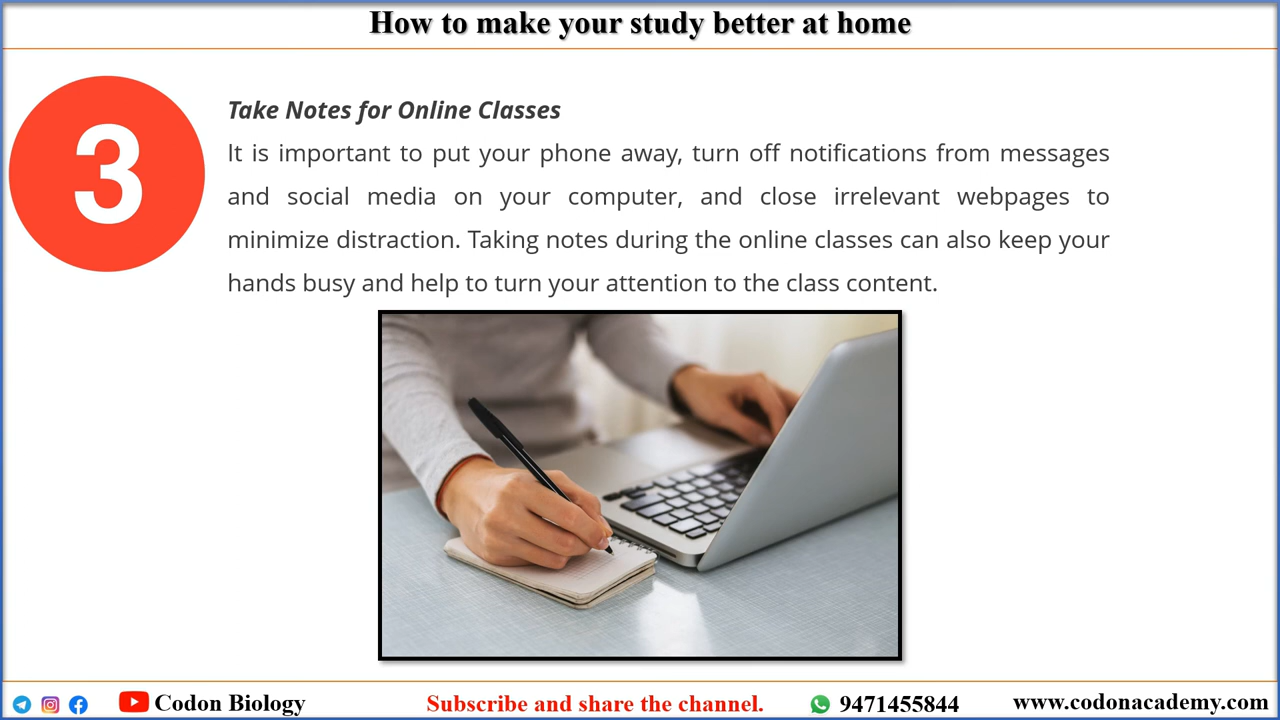 How to make your study better at home
3
Take Notes for Online Classes
It is important to put your phone away, turn off notifications from messages
and social media on your computer, and close irrelevant webpages to
minimize distraction. Taking notes during the online classes can also keep your
hands busy and help to turn your attention to the class content.
Codon Biology
Subscribe and share the channel.
9471455844
www.codonacademy.com